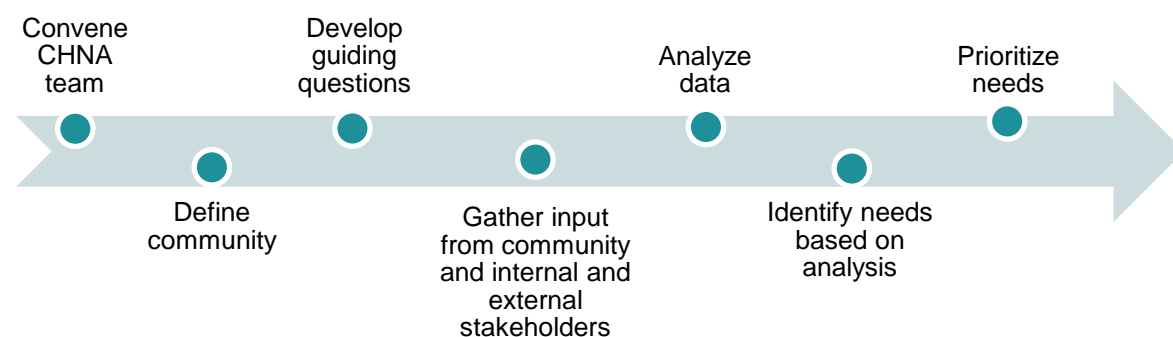 Convene
CHNA
team
Define
community
Develop
guiding
questions
Gather input
from community
and internal and
external
stakeholders
Analyze
data
Identify needs
based on
analysis
Prioritize
needs